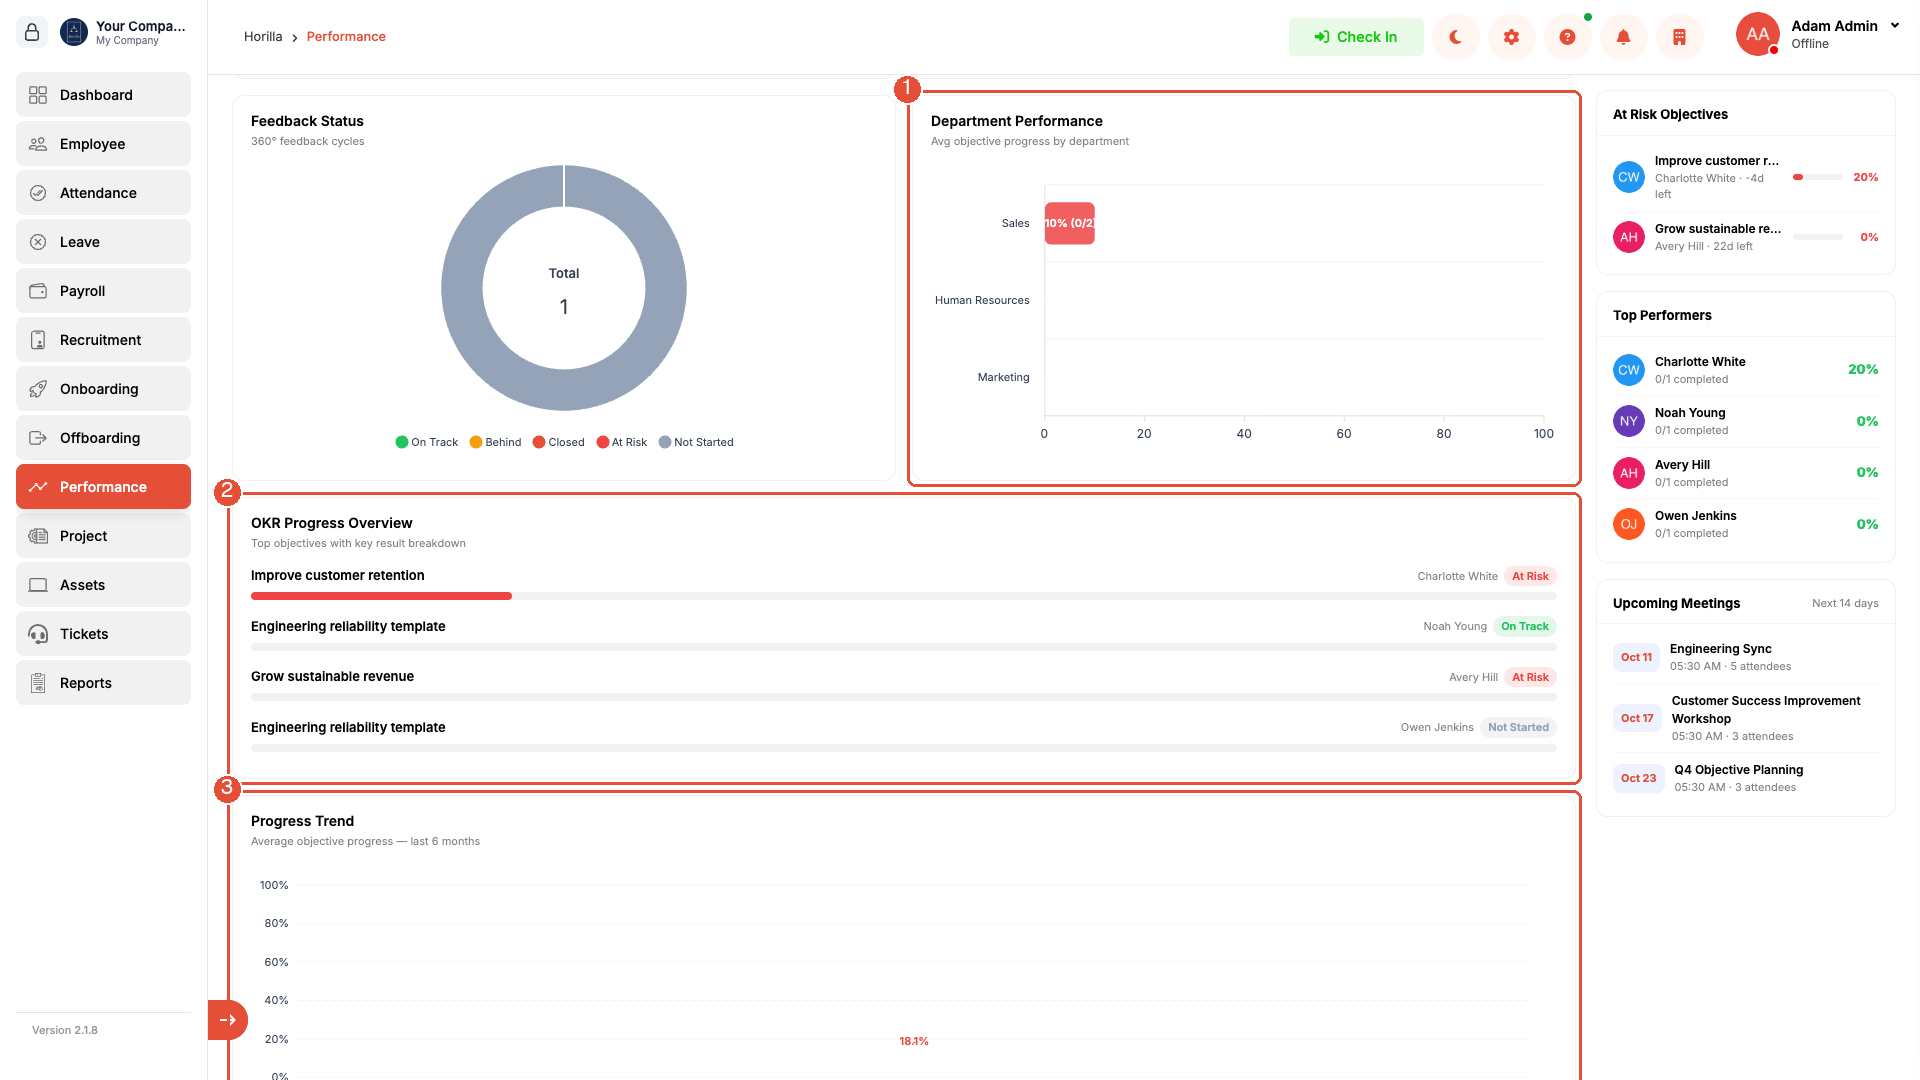 Your Compa...
My Company
Dashboard
Employee
Attendance
Leave
Payroll
Recruitment
Onboarding
Offboarding
Performance
Project
Assets
Tickets
Reports
Version 2.1.8
Horilla > Performance
Check In
AA
Adam Admin
Offline
Feedback Status
360° feedback cycles
Total
1
On Track
Behind
Closed
At Risk
Not Started
1
Department Performance
Avg objective progress by department
Sales
10% (0/2)
Human Resources
Marketing
0 20 40 60 80 100
2
OKR Progress Overview
Top objectives with key result breakdown
Improve customer retention
Charlotte White At Risk
Engineering reliability template
Noah Young On Track
Grow sustainable revenue
Avery Hill At Risk
Engineering reliability template
Owen Jenkins Not Started
3
Progress Trend
Average objective progress — last 6 months
100%
80%
60%
40%
20%
0%
18.1%
At Risk Objectives
CW
Improve customer r...
Charlotte White · -4d
left
20%
AH
Grow sustainable re...
Avery Hill · 22d left
0%
Top Performers
CW
Charlotte White
0/1 completed
20%
NY
Noah Young
0/1 completed
0%
AH
Avery Hill
0/1 completed
0%
OJ
Owen Jenkins
0/1 completed
0%
Upcoming Meetings
Next 14 days
Oct 11
Engineering Sync
05:30 AM · 5 attendees
Oct 17
Customer Success Improvement
Workshop
05:30 AM · 3 attendees
Oct 23
Q4 Objective Planning
05:30 AM · 3 attendees